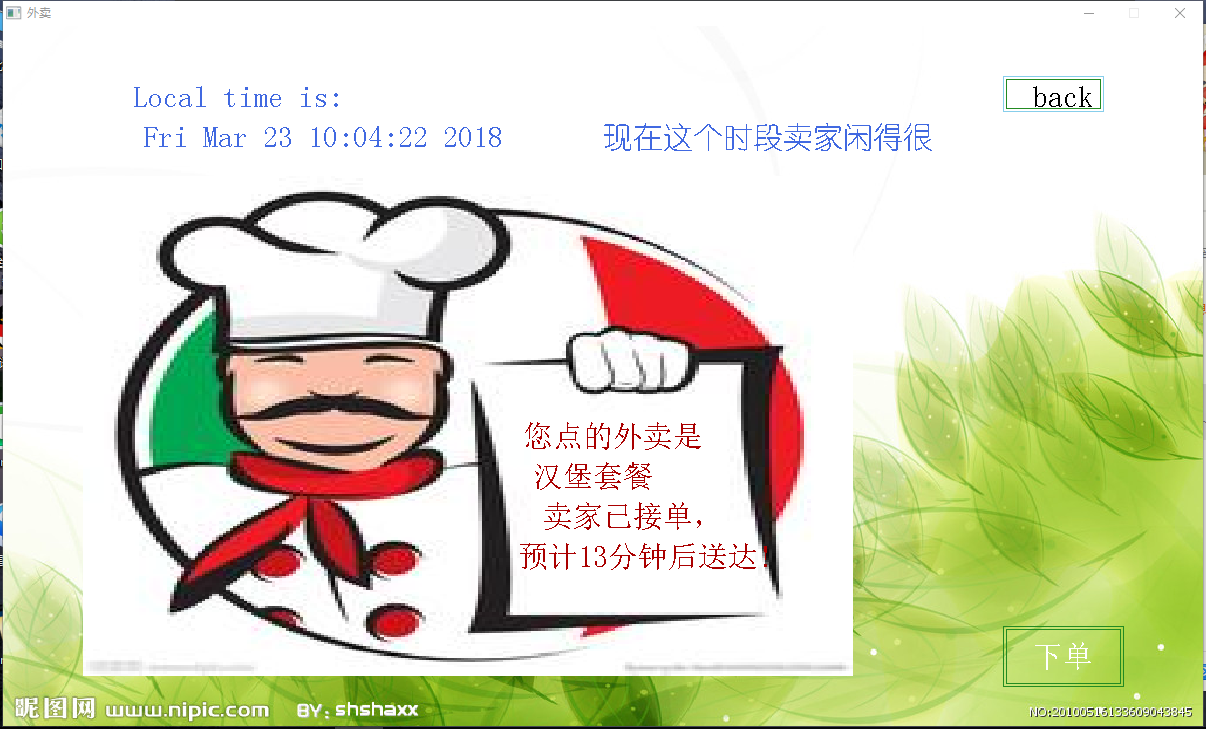 外卖
Local time is:
back
Fri Mar 23 10:04:22 2018
现在这个时段卖家闲得很
您点的外卖是
汉堡套餐
卖家已接单,
预计13分钟后送达!
下单
昵图网 www.nipic.com BY: shshaxx
NO:20100516133609043845